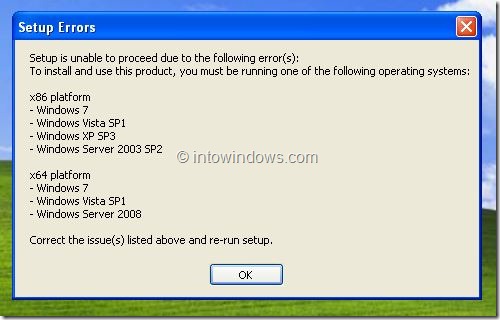 Setup Errors
Setup is unable to proceed due to the following error(s):
To install and use this product, you must be running one of the following operating systems:
x86 platform
- Windows 7
- Windows Vista SP1
- Windows XP SP3
- Windows Server 2003 SP2
© intowindows.com
x64 platform
- Windows 7
- Windows Vista SP1
- Windows Server 2008
Correct the issue(s) listed above and re-run setup.
OK